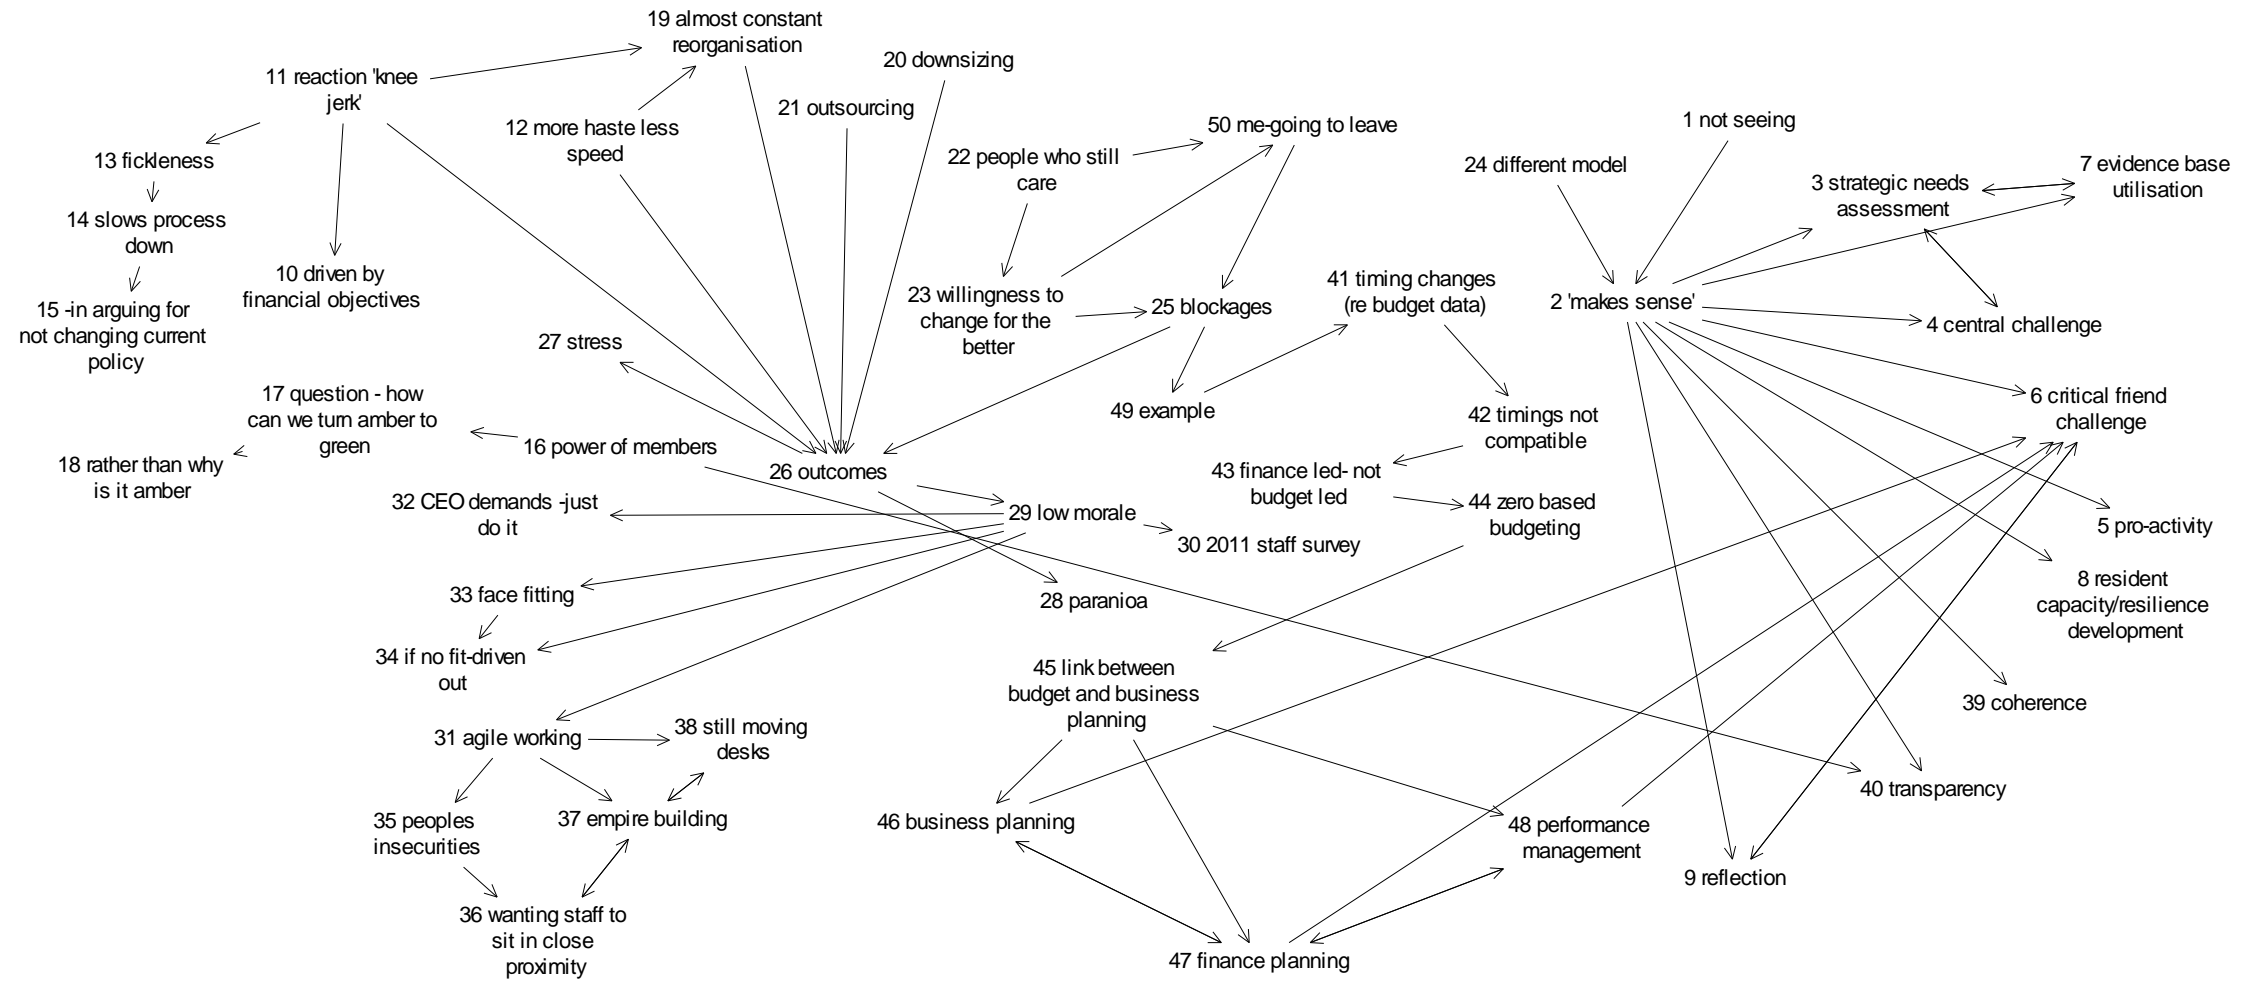 19 almost constant
reorganisation
11 reaction 'knee
jerk'
20 downsizing
21 outsourcing
12 more haste less
speed
50 me-going to leave
1 not seeing
13 fickleness
22 people who still
care
24 different model
3 strategic needs
assessment
7 evidence base
utilisation
14 slows process
down
10 driven by
financial objectives
15 -in arguing for
not changing current
policy
23 willingness to
change for the
better
25 blockages
41 timing changes
(re budget data)
2 'makes sense'
4 central challenge
27 stress
17 question - how
can we turn amber to
green
49 example
42 timings not
compatible
6 critical friend
challenge
18 rather than why
is it amber
16 power of members
26 outcomes
43 finance led- not
budget led
32 CEO demands -just
do it
29 low morale
44 zero based
budgeting
30 2011 staff survey
5 pro-activity
33 face fitting
28 paranioa
8 resident
capacity/resilience
development
34 if no fit-driven
out
45 link between
budget and business
planning
39 coherence
31 agile working
38 still moving
desks
40 transparency
35 peoples
insecurities
37 empire building
46 business planning
48 performance
management
9 reflection
36 wanting staff to
sit in close
proximity
47 finance planning